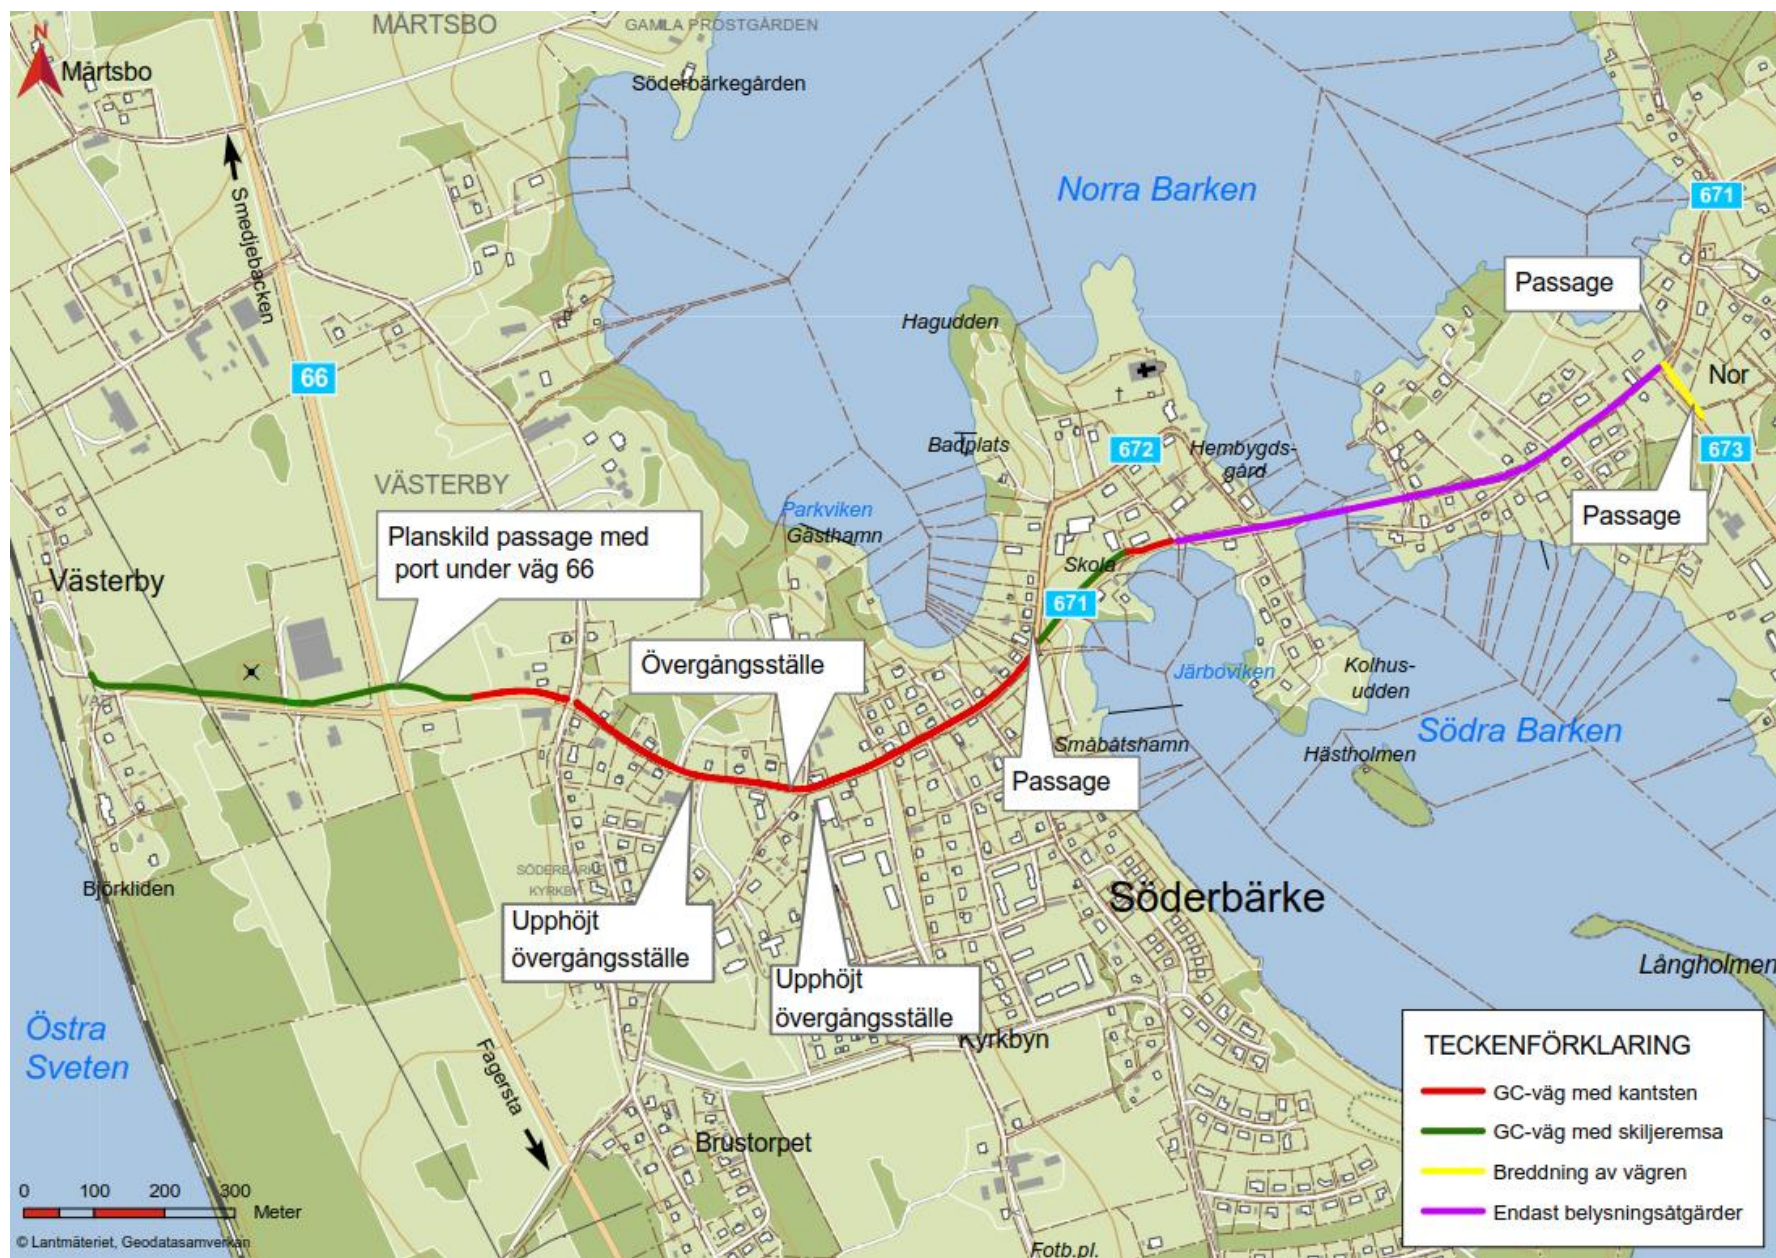 MÅRTSBO
GAMLA PROSTGÅRDEN
N
Mårtsbo
Söderbärkegården
Smedjebacken
Norra Barken
671
Passage
Hagudden
66
Nor
Badplats
672
Hembygds-
gård
673
VÄSTERBY
Parkviken
Gästhamn
Passage
Planskild passage med
port under väg 66
Västerby
Skola
671
Övergångsställe
Järboviken
Kolhus-
udden
Södra Barken
Småbåtshamn
Hästholmen
Passage
SÖDERBÄRKE
KYRKBY
Björkliden
Söderbärke
Upphöjt
övergångsställe
Upphöjt
övergångsställe
Långholmen
Östra
Sveten
Fagersta
Kyrkbyn
Brustorpet
TECKENFÖRKLARING
GC-väg med kantsten
GC-väg med skiljeremsa
Breddning av vägren
Endast belysningsåtgärder
0 100 200 300
Meter
© Lantmäteriet, Geodatasamverkan
Fotb.pl.